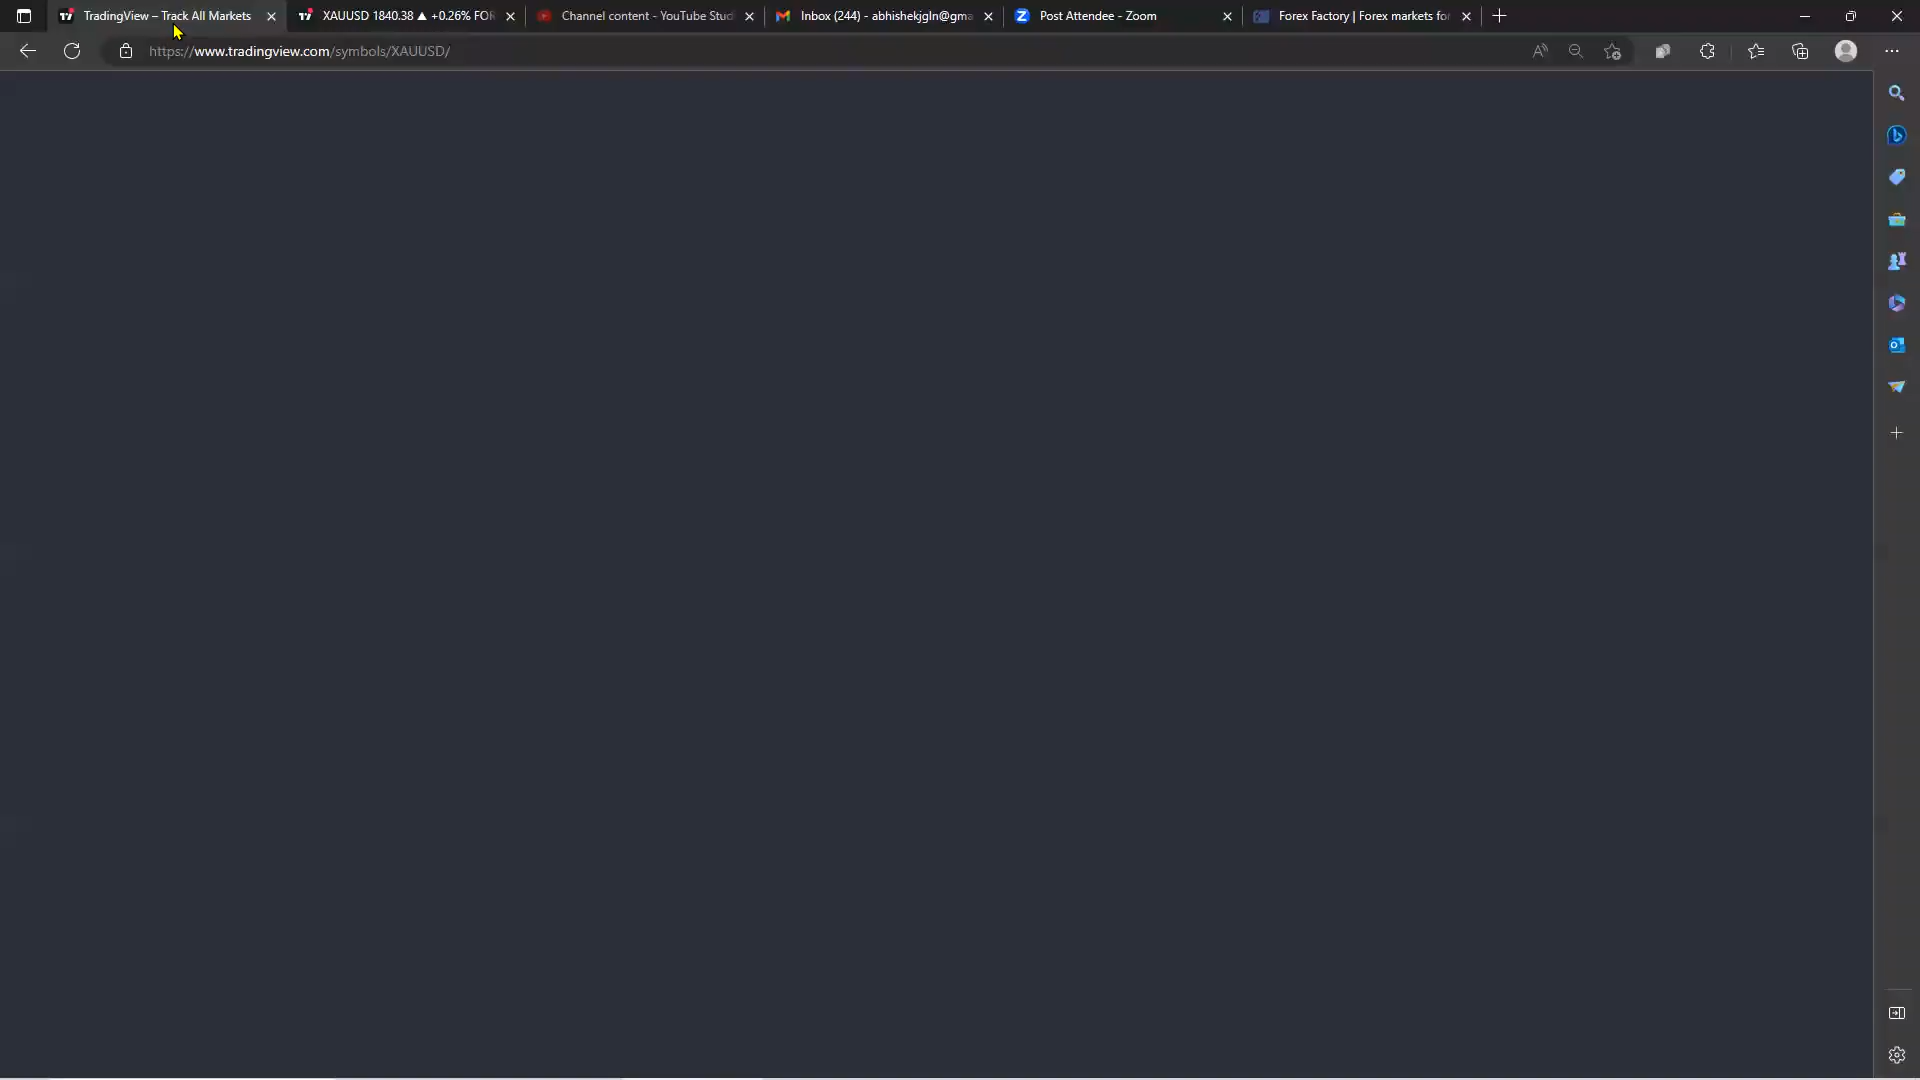 TradingView – Track All Markets
XAUUSD 1840.38 ▲ +0.26% FOR
Channel content - YouTube Stud
Inbox (244) - abhishekjgln@gma
Post Attendee - Zoom
Forex Factory | Forex markets for
https://www.tradingview.com/symbols/XAUUSD/